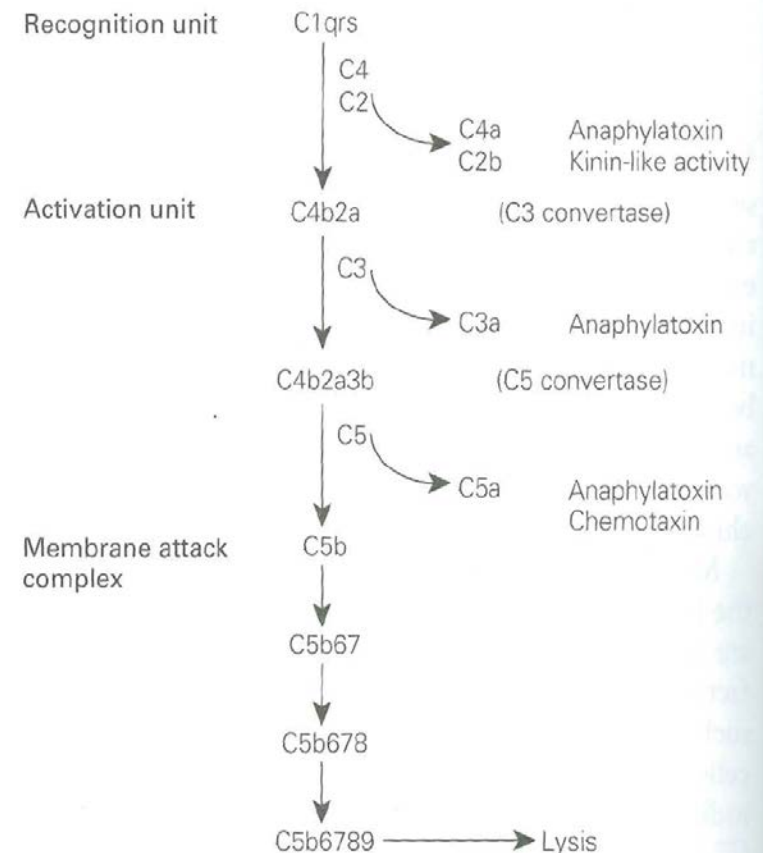 Recognition unit C1qrs
C4
C2
C4a Anaphylatoxin
C2b Kinin-like activity
Activation unit C4b2a (C3 convertase)
C3
C3a Anaphylatoxin
C4b2a3b (C5 convertase)
C5
C5a Anaphylatoxin
Chemotaxin
Membrane attack complex C5b
C5b67
C5b678
C5b6789 Lysis